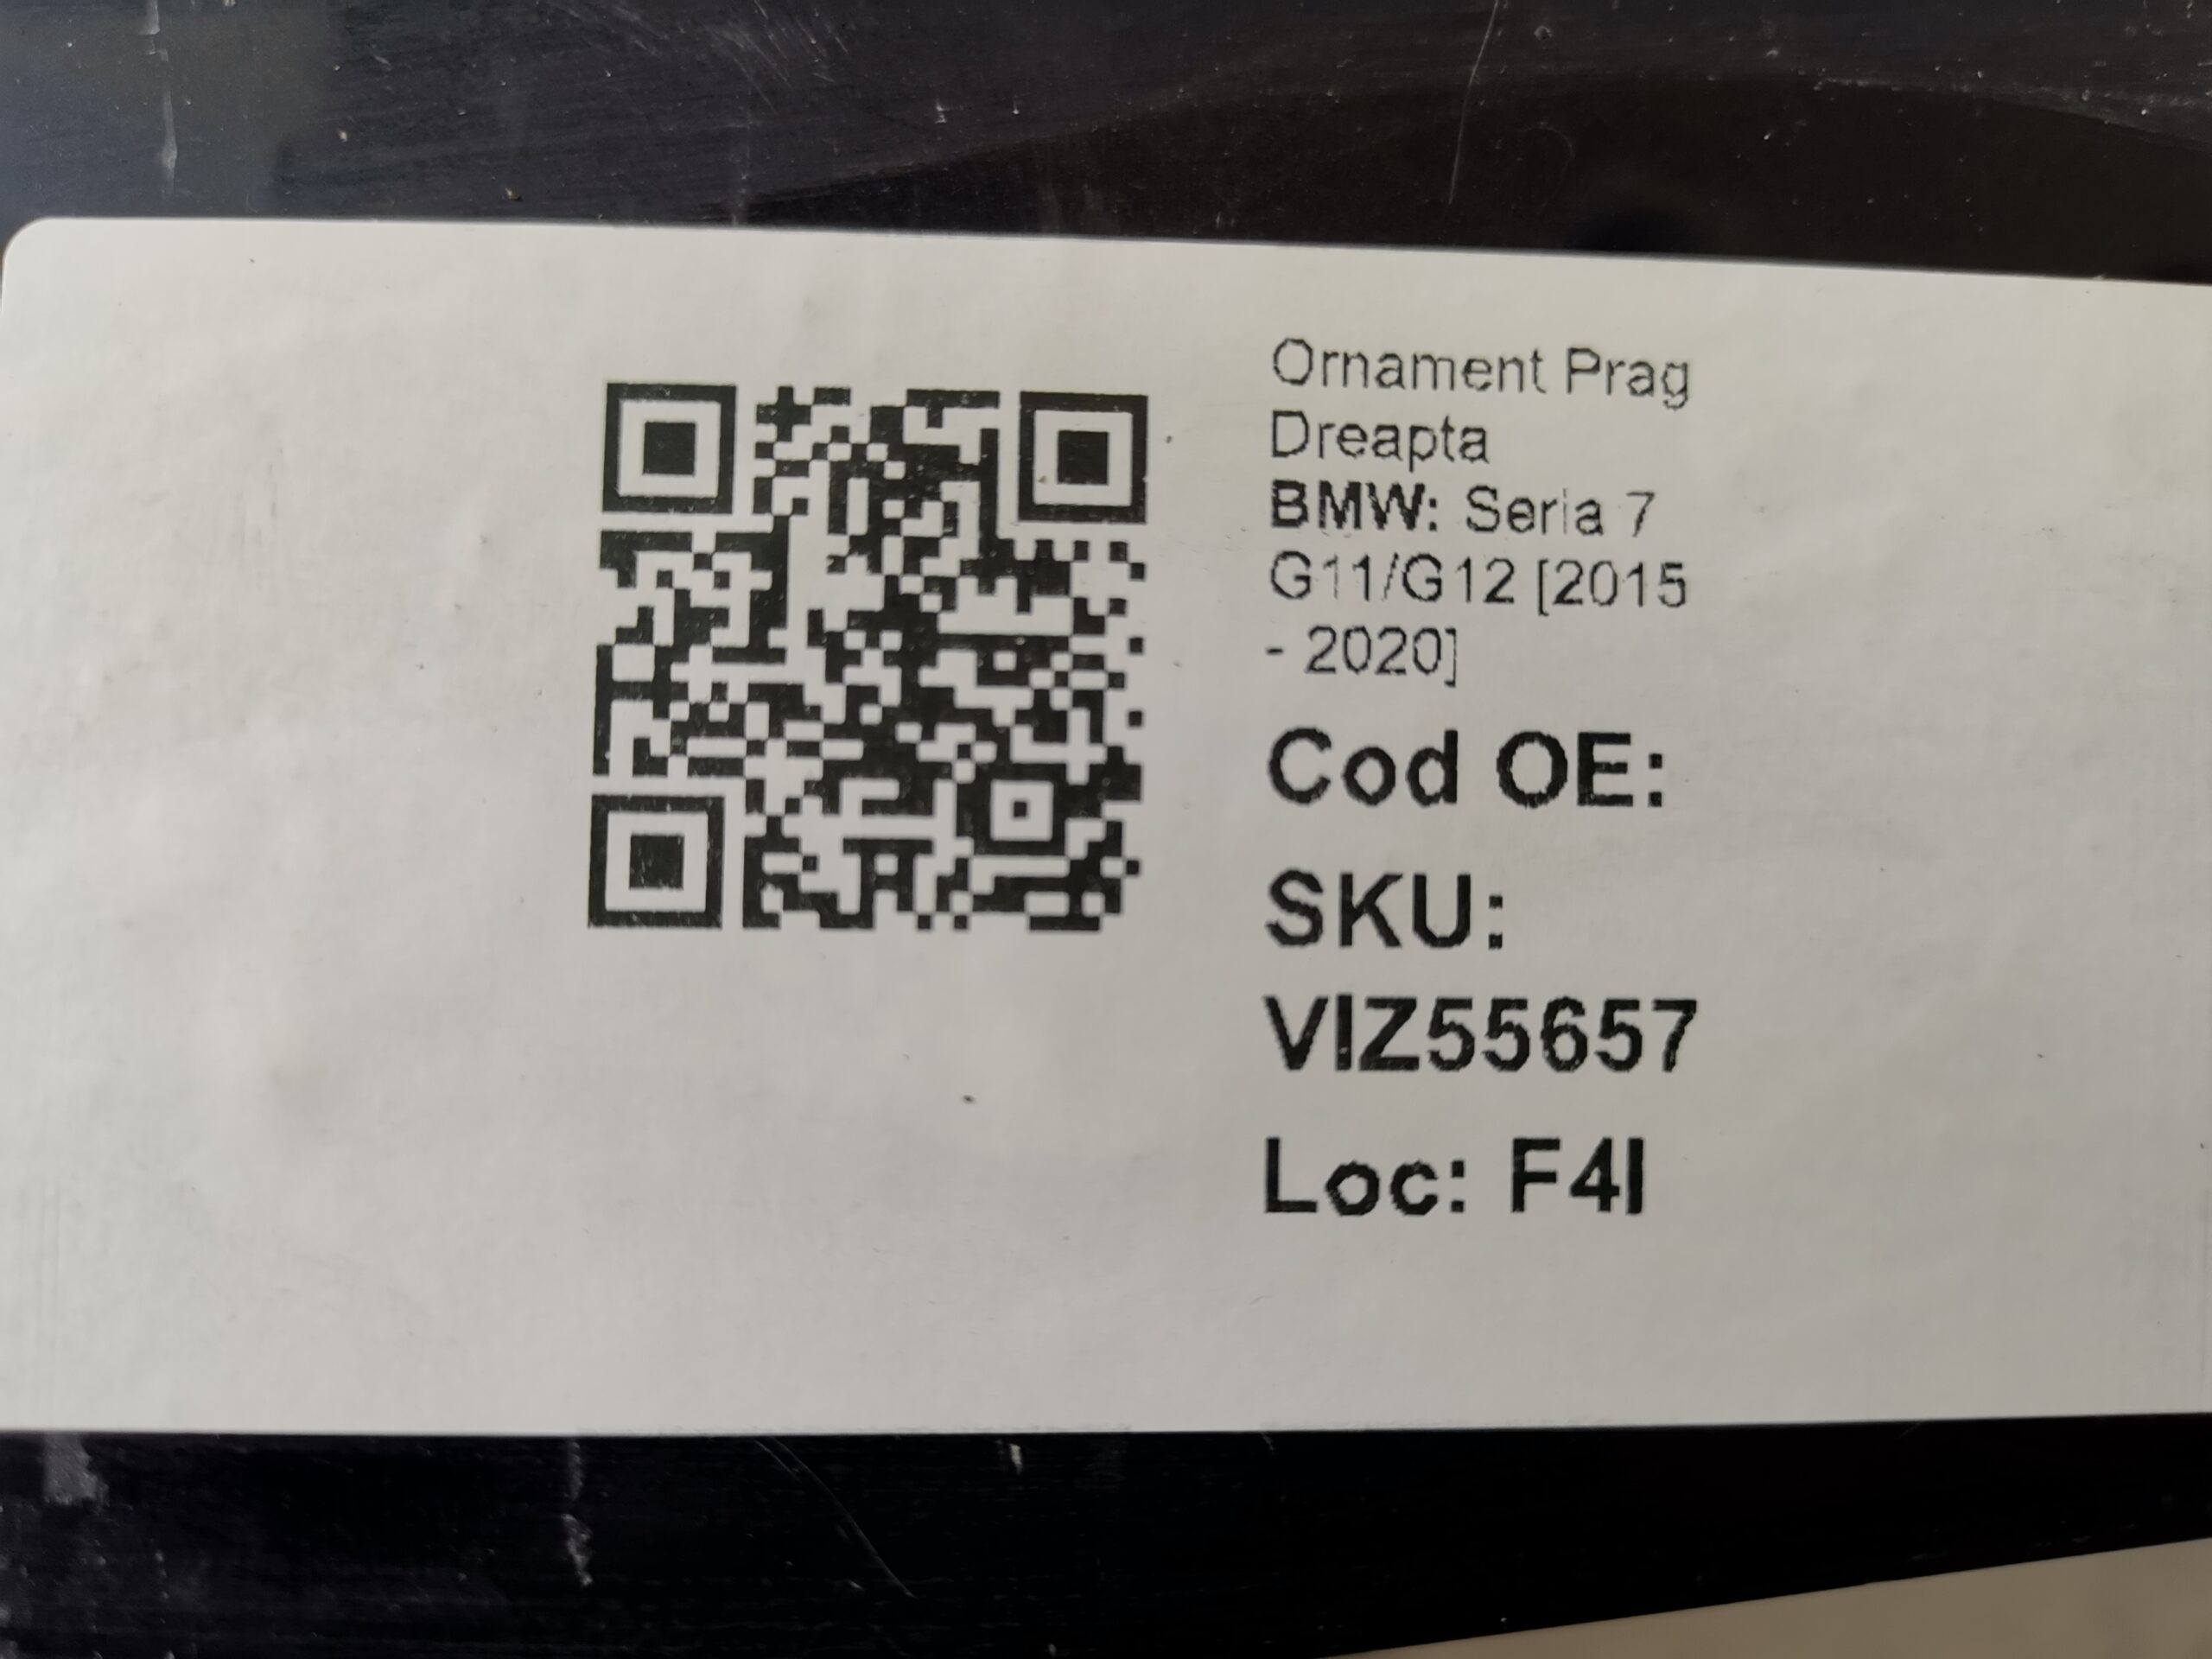 Ornament Prag
Dreapta
BMW: Seria 7
G11/G12 [2015
- 2020]
Cod OE:
SKU:
VIZ55657
Loc: F4I